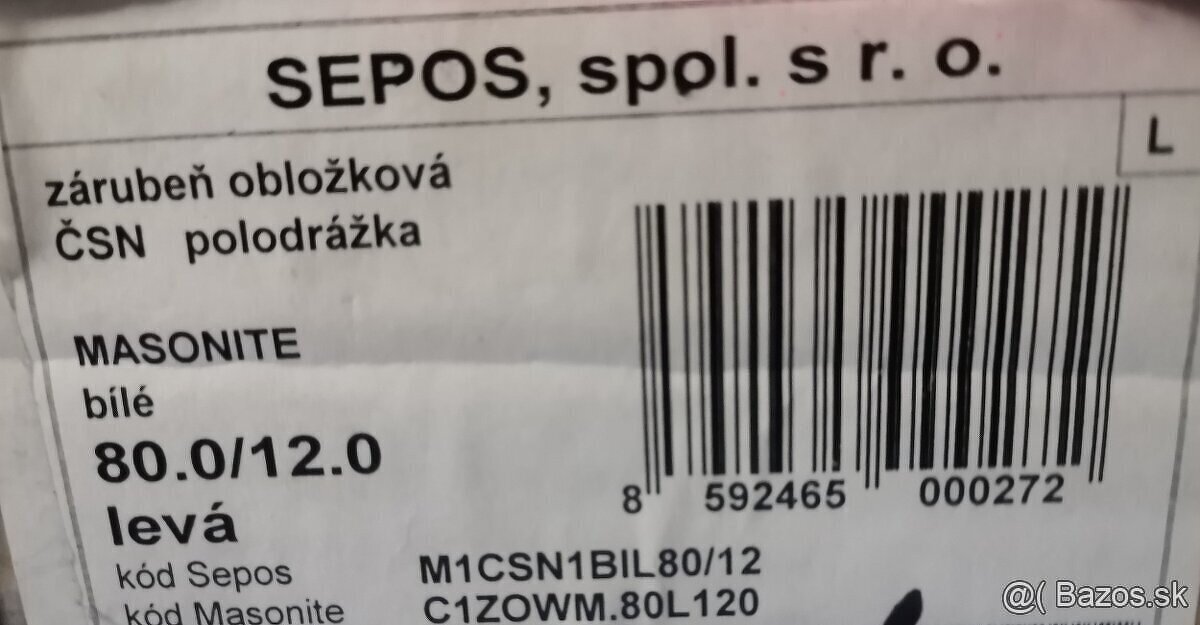 SEPOS, spol. s r. o.
L
zárubeň obložková
ČSN polodrážka
MASONITE
bílé
80.0/12.0
levá
8 592465 000272
kód Sepos M1CSN1BIL80/12
kód Masonite C1ZOWM.80L120
@( Bazos.sk